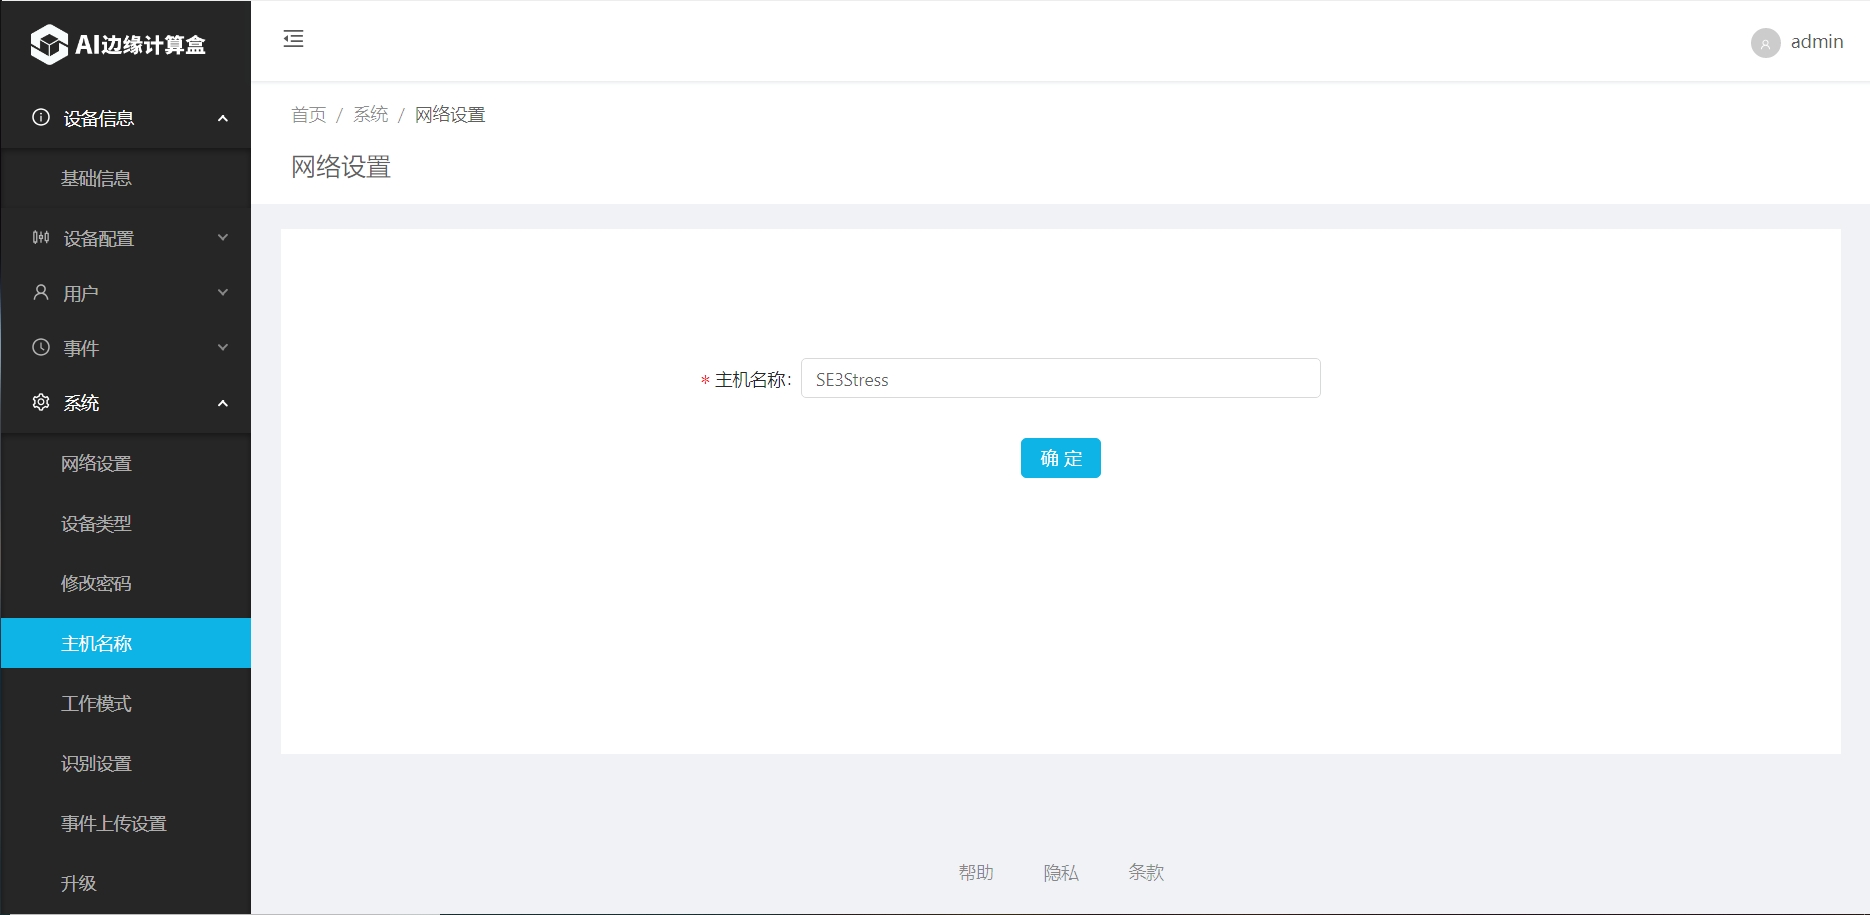 AI边缘计算盒
admin
设备信息
基础信息
设备配置
用户
事件
系统
网络设置
设备类型
修改密码
主机名称
工作模式
识别设置
事件上传设置
升级
首页 / 系统 / 网络设置
网络设置
* 主机名称: SE3Stress
确 定
帮助 隐私 条款